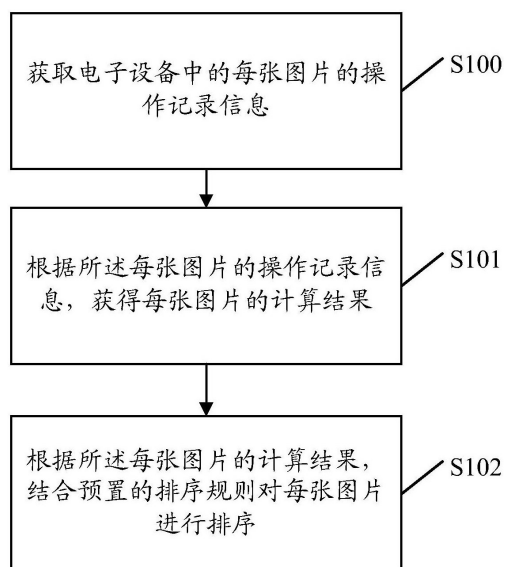 获取电子设备中的每张图片的操
作记录信息
S100
根据所述每张图片的操作记录信
息，获得每张图片的计算结果
S101
根据所述每张图片的计算结果，
结合预置的排序规则对每张图片
进行排序
S102